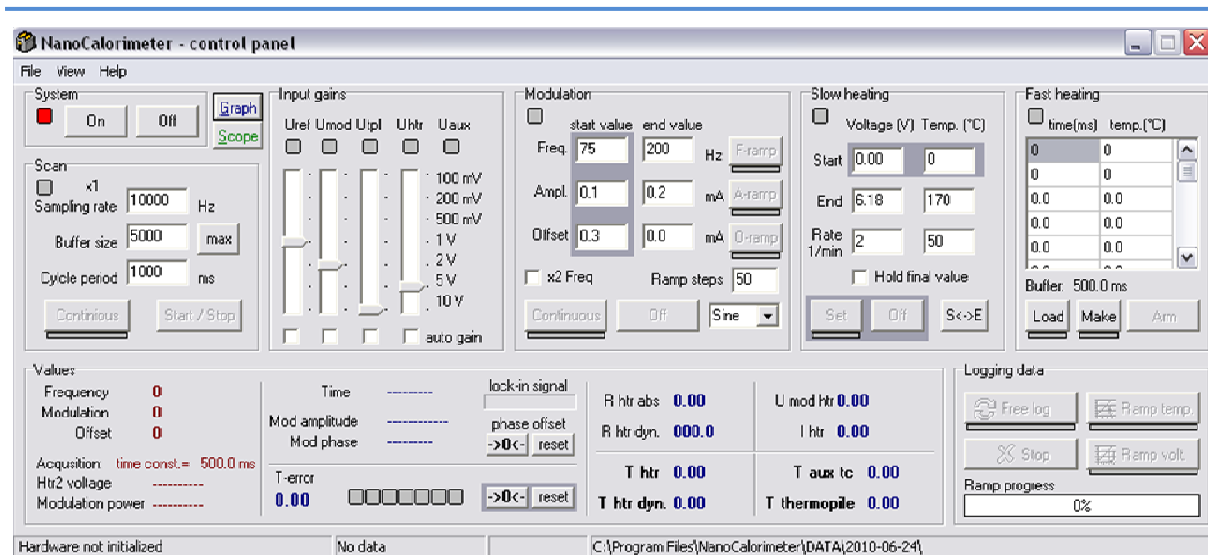 NanoCalorimeter - control panel
File View Help
System
On Off
Graph
Scope
Scan
x1
Sampling rate 10000 Hz
Buffer size 5000 max
Cycle period 1000 ms
Continious Start / Stop
Input gains
Uref Umod Utpl Uhtr Uaux
100 mV
200 mV
500 mV
1 V
2 V
5 V
10 V
auto gain
Modulation
start value end value
Freq. 75 200 Hz F-ramp
Ampl. 0.1 0.2 mA A-ramp
Offset 0.3 0.0 mA O-ramp
x2 Freq Ramp steps 50
Continuous Off Sine
Slow heating
Voltage (V) Temp. (°C)
Start 0.00 0
End 6.18 170
Rate 1/min 2 50
Hold final value
Set Off S<->E
Fast heating
time(ms) temp.(°C)
0 0
0 0.0
0.0 0.0
0.0 0.0
0.0 0.0
Buffer: 500.0 ms
Load Make Arm
Values
Frequency 0
Modulation 0
Offset 0
Acqusition time const.= 500.0 ms
Htr2 voltage ----------
Modulation power ----------
Time --------
Mod amplitude -----------
Mod phase --------
lock-in signal
phase offset
->0<- reset
T-error
0.00
->0<- reset
R htr abs 0.00
R htr dyn. 000.0
U mod htr 0.00
I htr 0.00
T htr 0.00
T htr dyn. 0.00
T aux tc 0.00
T thermopile 0.00
Logging data
Free log Ramp temp.
Stop Ramp volt.
Ramp progress
0%
Hardware not initialized
No data
C:\Program Files\NanoCalorimeter\DATA\2010-06-24\